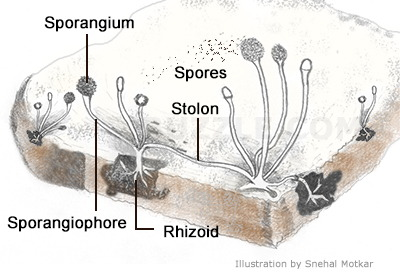 Sporangium
Spores
Stolon
Sporangiophore
Rhizoid
Illustration by Snehal Motkar